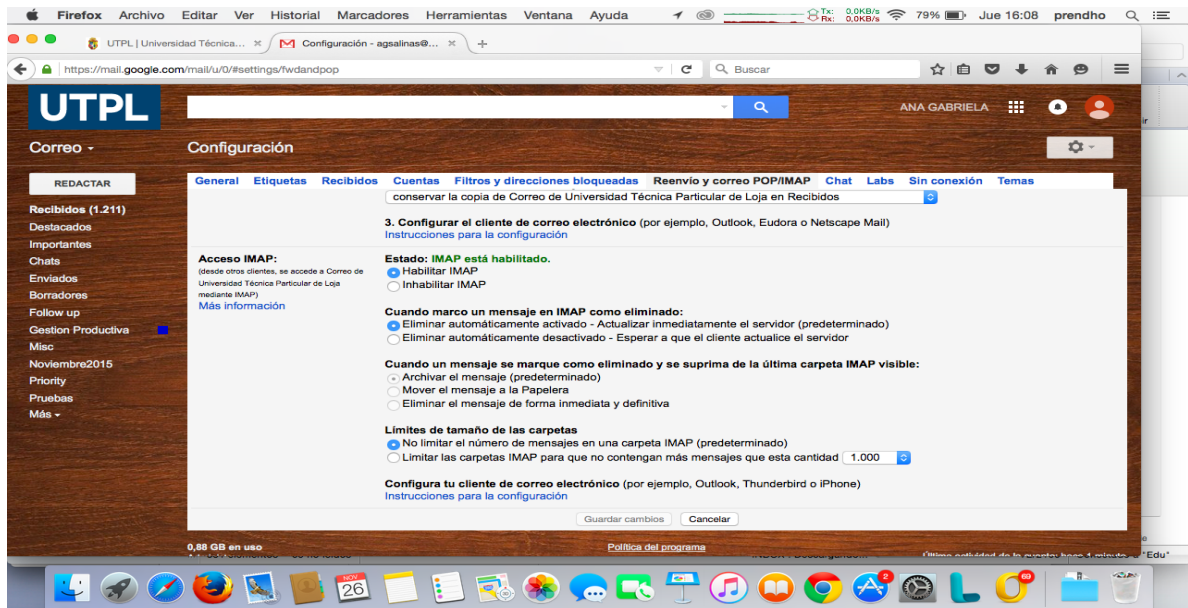 Firefox Archivo Editar Ver Historial Marcadores Herramientas Ventana Ayuda Tx: 0,0KB/s Rx: 0,0KB/s 79% Jue 16:08 prendho
UTPL | Universidad Técnica... × Configuración - agsalinas@... × +
https://mail.google.com/mail/u/0/#settings/fwdandpop Buscar
UTPL ANA GABRIELA
Correo Configuración
REDACTAR
General Etiquetas Recibidos Cuentas Filtros y direcciones bloqueadas Reenvío y correo POP/IMAP Chat Labs Sin conexión Temas
Recibidos (1.211)
Destacados
Importantes
Chats
Enviados
Borradores
Follow up
Gestion Productiva
Misc
Noviembre2015
Priority
Pruebas
Más
conservar la copia de Correo de Universidad Técnica Particular de Loja en Recibidos
3. Configurar el cliente de correo electrónico (por ejemplo, Outlook, Eudora o Netscape Mail)
Instrucciones para la configuración
Acceso IMAP:
(desde otros clientes, se accede a Correo de
Universidad Técnica Particular de Loja
mediante IMAP)
Más información
Estado: IMAP está habilitado.
Habilitar IMAP
Inhabilitar IMAP
Cuando marco un mensaje en IMAP como eliminado:
Eliminar automáticamente activado - Actualizar inmediatamente el servidor (predeterminado)
Eliminar automáticamente desactivado - Esperar a que el cliente actualice el servidor
Cuando un mensaje se marque como eliminado y se suprima de la última carpeta IMAP visible:
Archivar el mensaje (predeterminado)
Mover el mensaje a la Papelera
Eliminar el mensaje de forma inmediata y definitiva
Límites de tamaño de las carpetas
No limitar el número de mensajes en una carpeta IMAP (predeterminado)
Limitar las carpetas IMAP para que no contengan más mensajes que esta cantidad 1.000
Configura tu cliente de correo electrónico (por ejemplo, Outlook, Thunderbird o iPhone)
Instrucciones para la configuración
Guardar cambios Cancelar
0,88 GB en uso Política del programa
Última actividad de la cuenta: hace 1 minuto "Edu"
NOV
26
2
69